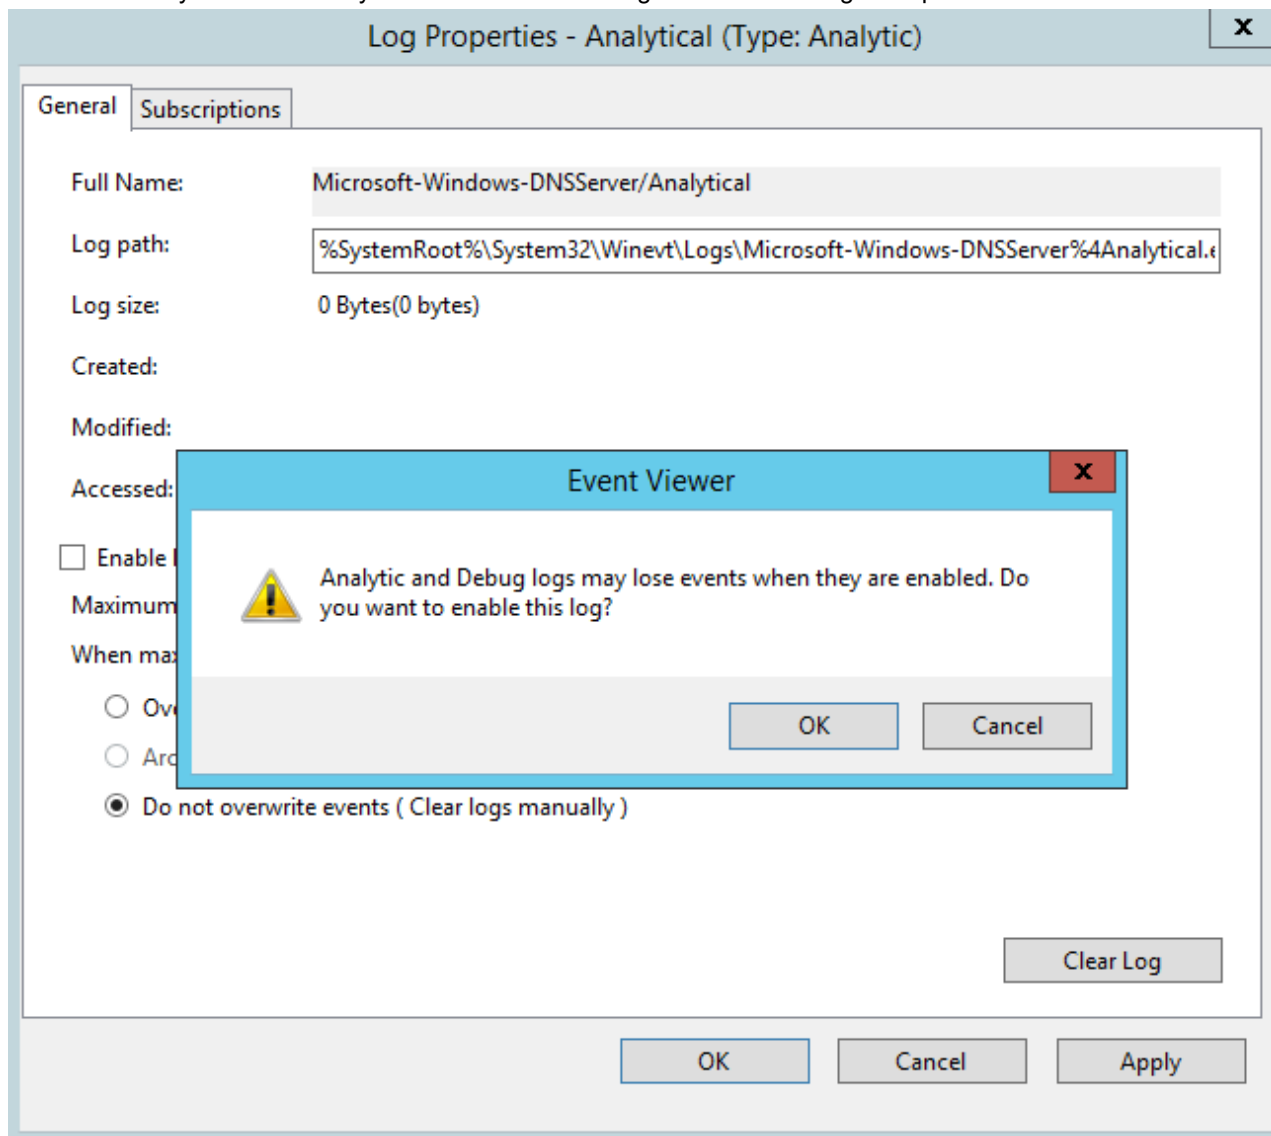 Log Properties - Analytical (Type: Analytic)
x
General Subscriptions
Full Name: Microsoft-Windows-DNSServer/Analytical
Log path: %SystemRoot%\System32\Winevt\Logs\Microsoft-Windows-DNSServer%4Analytical.e
Log size: 0 Bytes(0 bytes)
Created:
Modified:
Accessed:
Event Viewer
x
Analytic and Debug logs may lose events when they are enabled. Do
you want to enable this log?
OK Cancel
Enable
Maximum
When
Do not overwrite events ( Clear logs manually )
Clear Log
OK Cancel Apply